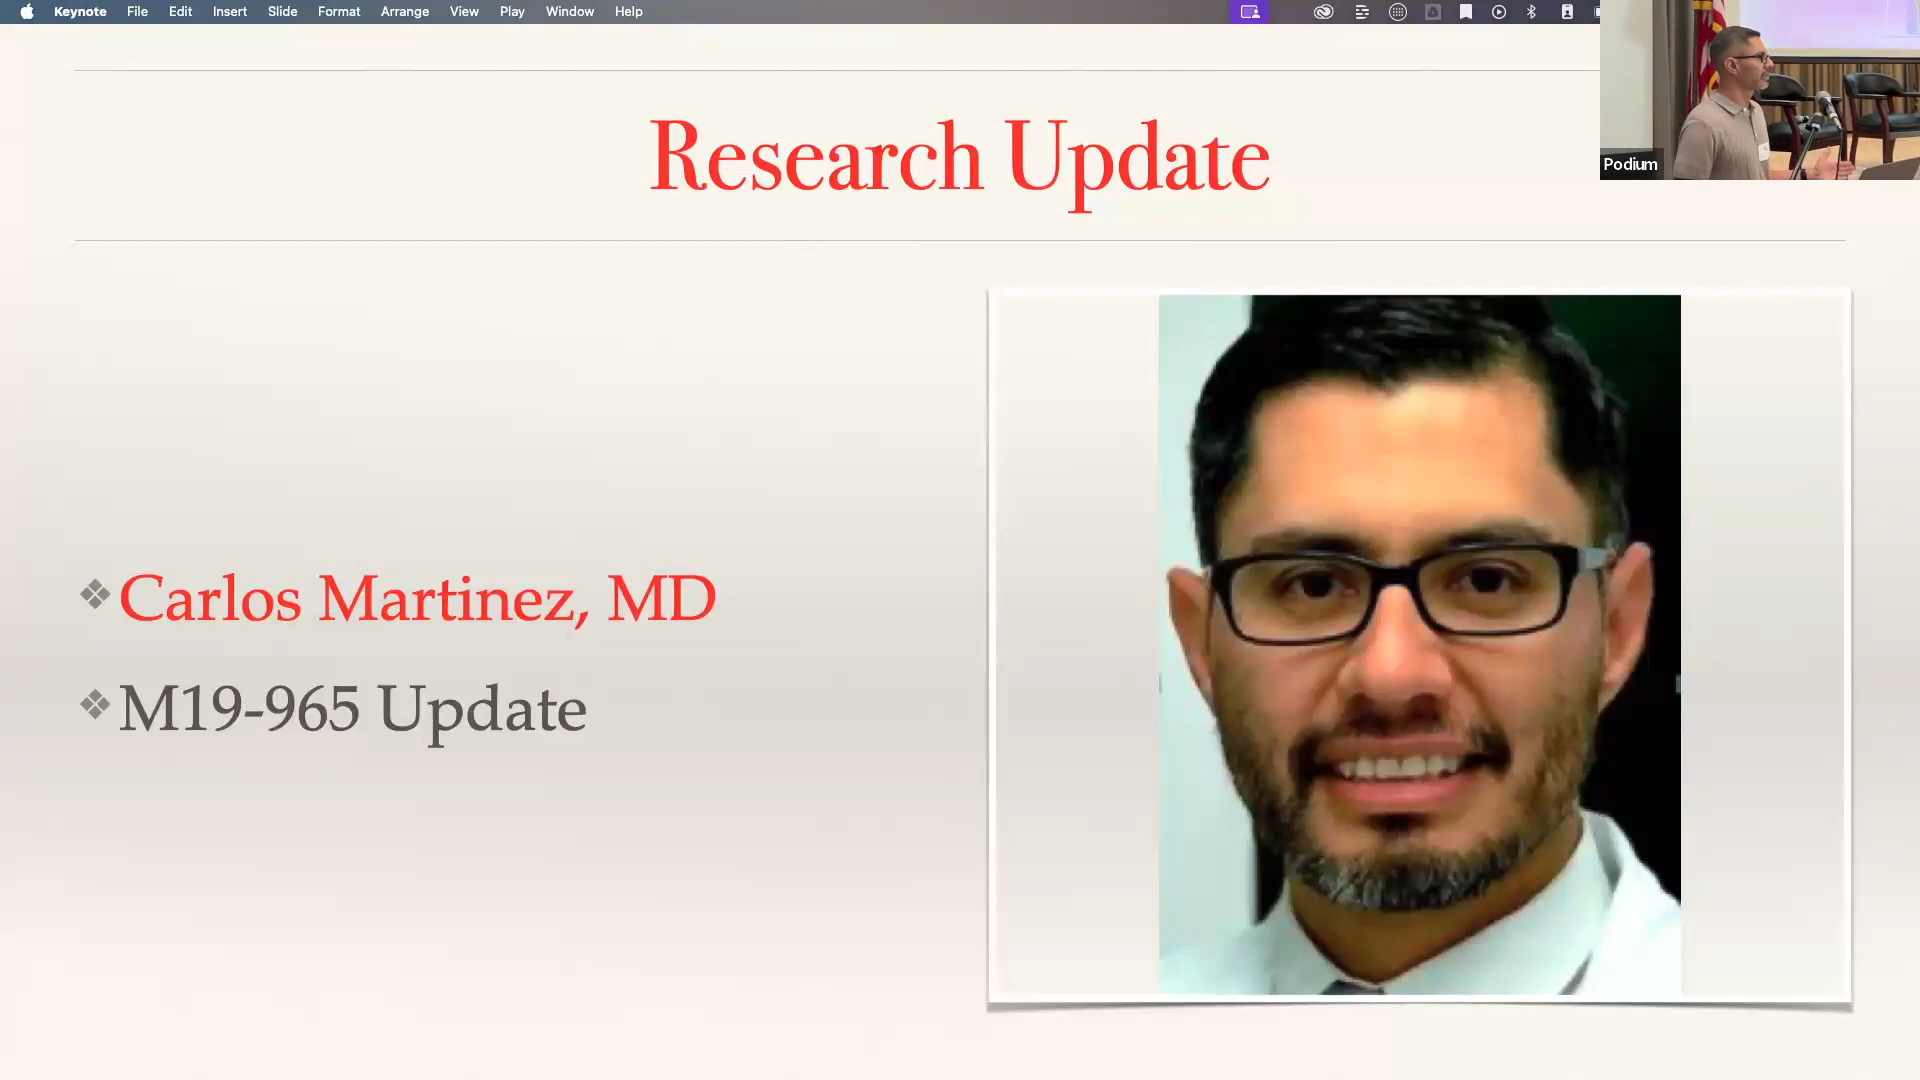 Keynote File Edit Insert Slide Format Arrange View Play Window Help
Podium
Research Update
Carlos Martinez, MD
M19-965 Update